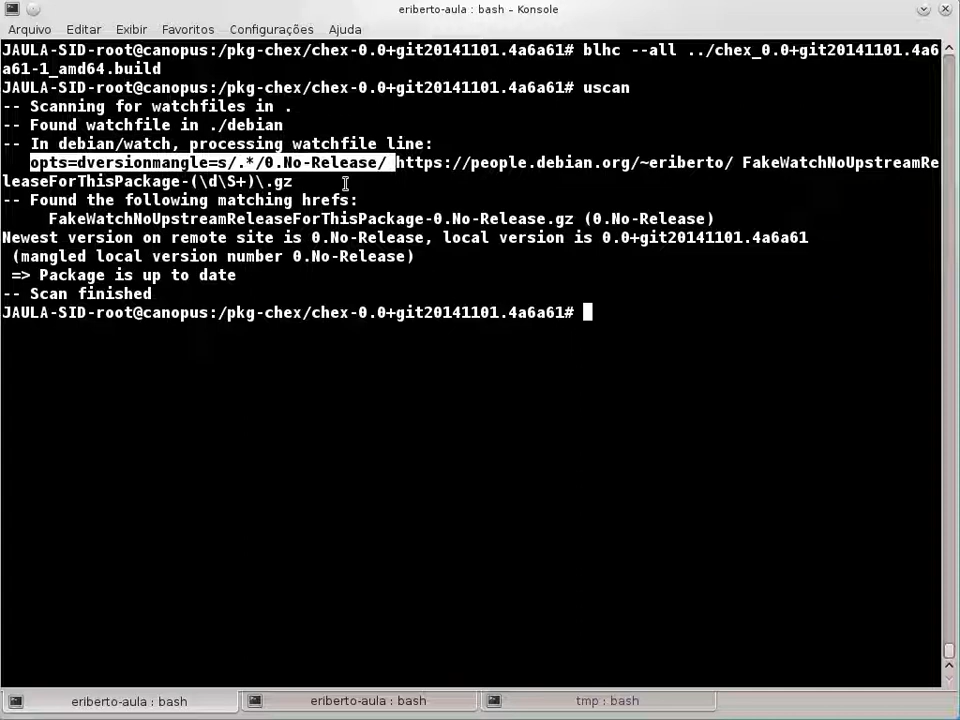 eriberto-aula : bash – Konsole
Arquivo Editar Exibir Favoritos Configurações Ajuda
JAULA-SID-root@canopus:/pkg-chex/chex-0.0+git20141101.4a6a61# blhc --all ../chex_0.0+git20141101.4a6
a61-1_amd64.build
JAULA-SID-root@canopus:/pkg-chex/chex-0.0+git20141101.4a6a61# uscan
-- Scanning for watchfiles in .
-- Found watchfile in ./debian
-- In debian/watch, processing watchfile line:
opts=dversionmangle=s/.*/0.No-Release/ https://people.debian.org/~eriberto/ FakeWatchNoUpstreamRe
leaseForThisPackage-(\d\S+)\.gz
-- Found the following matching hrefs:
FakeWatchNoUpstreamReleaseForThisPackage-0.No-Release.gz (0.No-Release)
Newest version on remote site is 0.No-Release, local version is 0.0+git20141101.4a6a61
(mangled local version number 0.No-Release)
=> Package is up to date
-- Scan finished
JAULA-SID-root@canopus:/pkg-chex/chex-0.0+git20141101.4a6a61#
eriberto-aula : bash eriberto-aula : bash tmp : bash